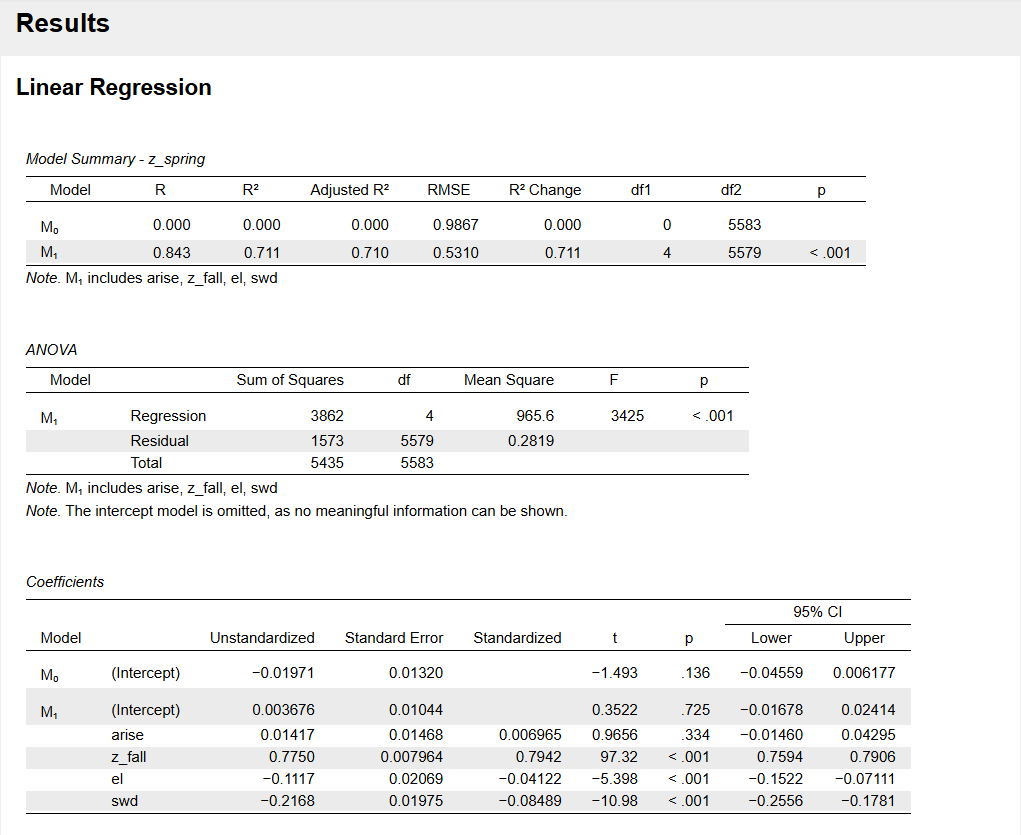 Results
Linear Regression
Model Summary - z_spring
Model R R² Adjusted R² RMSE R² Change df1 df2 p
M₀ 0.000 0.000 0.000 0.9867 0.000 0 5583
M₁ 0.843 0.711 0.710 0.5310 0.711 4 5579 < .001
Note. M₁ includes arise, z_fall, el, swd
ANOVA
Model Sum of Squares df Mean Square F p
M₁ Regression 3862 4 965.6 3425 < .001
Residual 1573 5579 0.2819
Total 5435 5583
Note. M₁ includes arise, z_fall, el, swd
Note. The intercept model is omitted, as no meaningful information can be shown.
Coefficients
95% CI
Model Unstandardized Standard Error Standardized t p Lower Upper
M₀ (Intercept) −0.01971 0.01320 −1.493 .136 −0.04559 0.006177
M₁ (Intercept) 0.003676 0.01044 0.3522 .725 −0.01678 0.02414
arise 0.01417 0.01468 0.006965 0.9656 .334 −0.01460 0.04295
z_fall 0.7750 0.007964 0.7942 97.32 < .001 0.7594 0.7906
el −0.1117 0.02069 −0.04122 −5.398 < .001 −0.1522 −0.07111
swd −0.2168 0.01975 −0.08489 −10.98 < .001 −0.2556 −0.1781